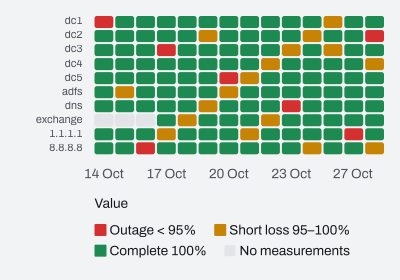 dc1
dc2
dc3
dc4
dc5
adfs
dns
exchange
1.1.1.1
8.8.8.8
14 Oct 17 Oct 20 Oct 23 Oct 27 Oct
Value
Outage < 95% Short loss 95–100%
Complete 100% No measurements